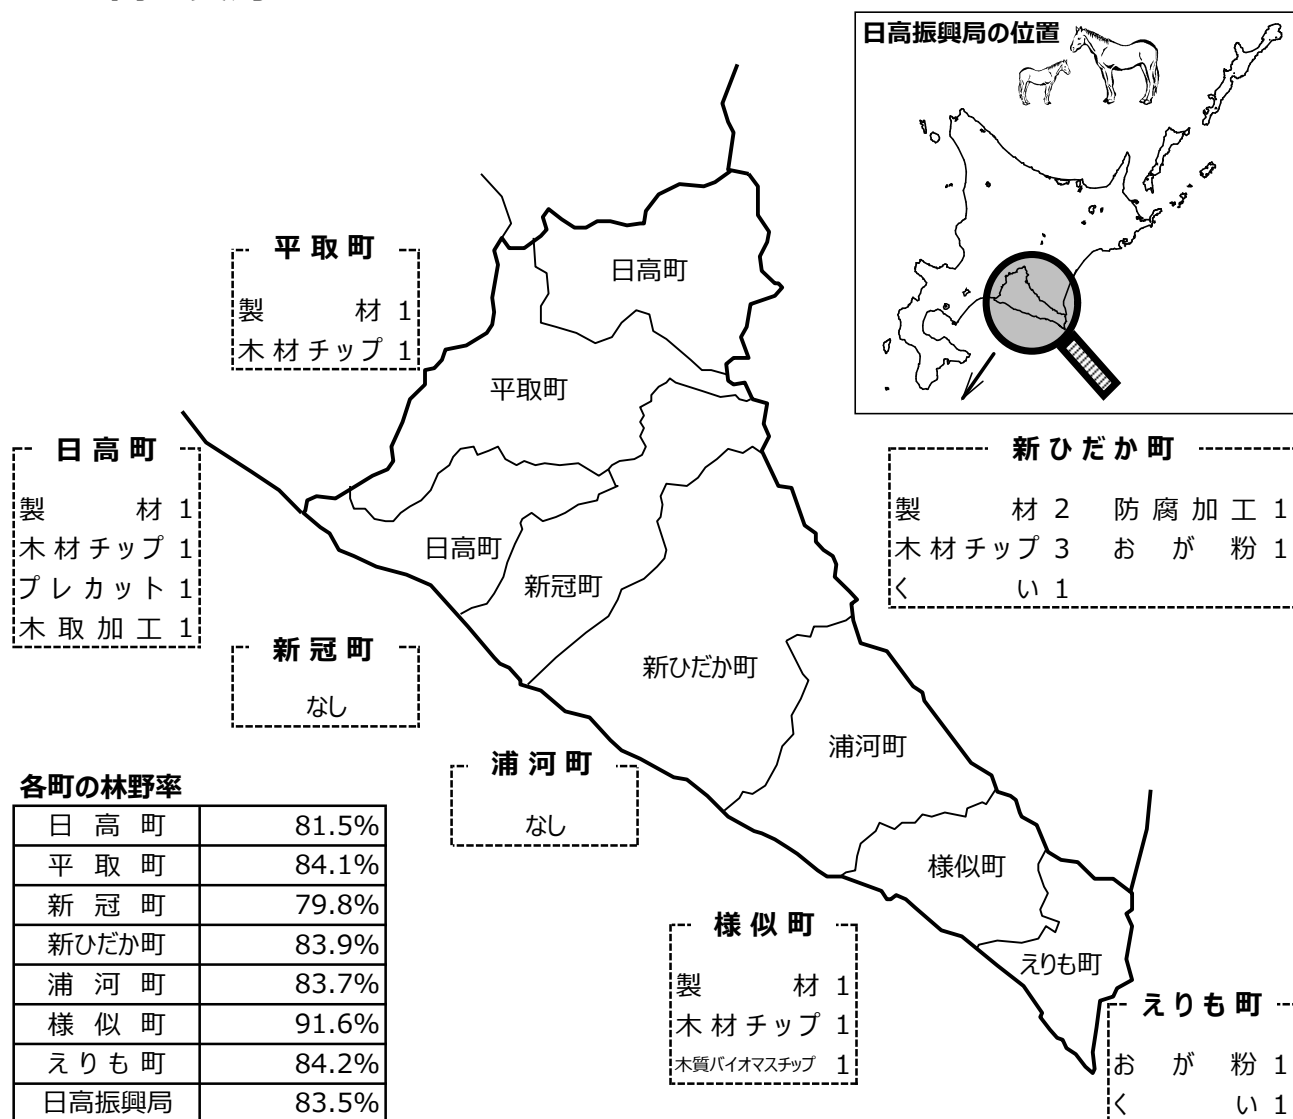 日高振興局の位置
平取町
製材 1
木材チップ 1
日高町
平取町
日高町
新冠町
新ひだか町
浦河町
様似町
えりも町
日高町
製材 1
木材チップ 1
プレカット 1
木取加工 1
新ひだか町
製材 2 防腐加工 1
木材チップ 3 おが粉 1
くい 1
新冠町
なし
浦河町
なし
様似町
製材 1
木材チップ 1
木質バイオマスチップ 1
えりも町
おが粉 1
くい 1
各町の林野率
日高町 81.5%
平取町 84.1%
新冠町 79.8%
新ひだか町 83.9%
浦河町 83.7%
様似町 91.6%
えりも町 84.2%
日高振興局 83.5%